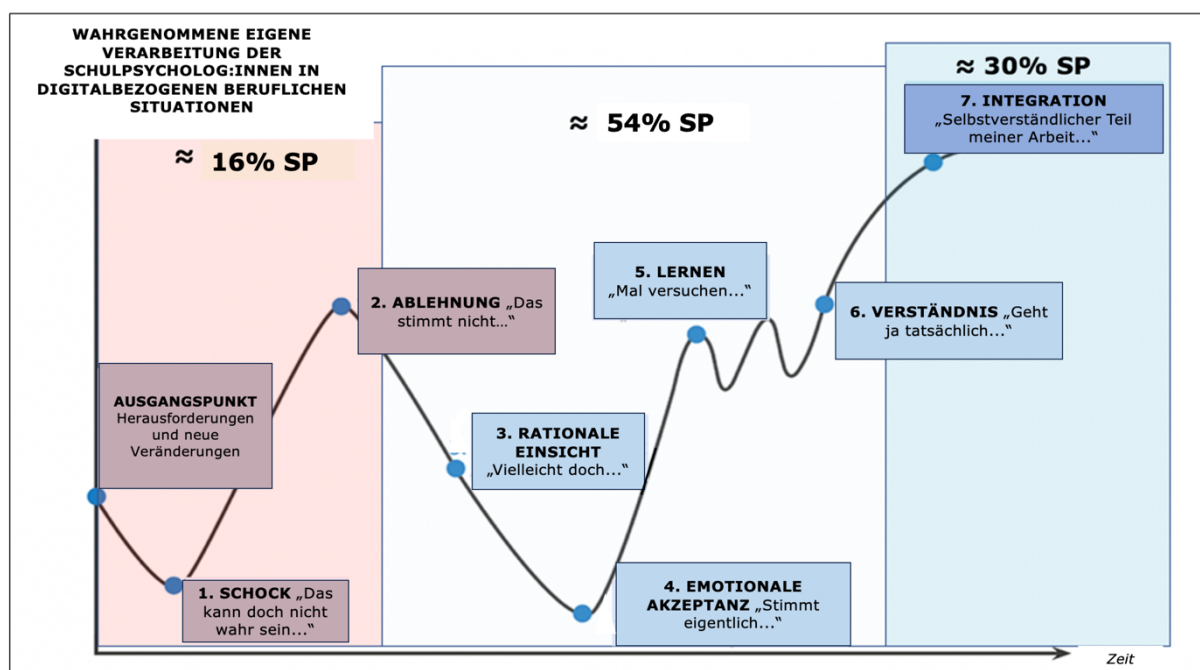 WAHRGENOMMENE EIGENE
VERARBEITUNG DER
SCHULPSYCHOLOG:INNEN IN
DIGITALBEZOGENEN BERUFLICHEN
SITUATIONEN
≈ 16% SP
≈ 54% SP
≈ 30% SP
AUSGANGSPUNKT
Herausforderungen
und neue
Veränderungen
1. SCHOCK „Das
kann doch nicht
wahr sein...“
2. ABLEHNUNG „Das
stimmt nicht...“
3. RATIONALE
EINSICHT
„Vielleicht doch...“
4. EMOTIONALE
AKZEPTANZ „Stimmt
eigentlich...“
5. LERNEN
„Mal versuchen...“
6. VERSTÄNDNIS „Geht
ja tatsächlich...“
7. INTEGRATION
„Selbstverständlicher Teil
meiner Arbeit...“
Zeit